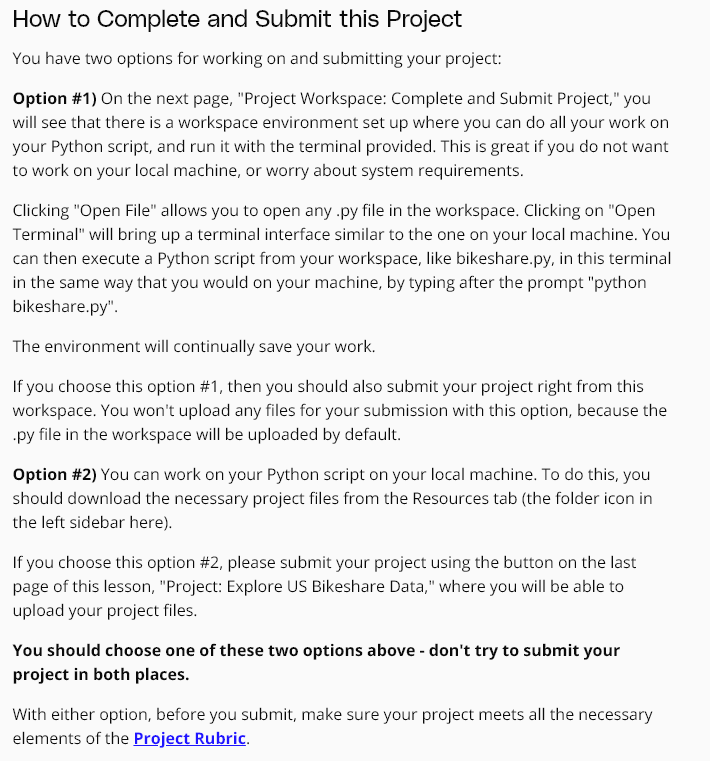 How to Complete and Submit this Project
You have two options for working on and submitting your project:
Option #1) On the next page, "Project Workspace: Complete and Submit Project," you
will see that there is a workspace environment set up where you can do all your work on
your Python script, and run it with the terminal provided. This is great if you do not want
to work on your local machine, or worry about system requirements.
Clicking "Open File" allows you to open any .py file in the workspace. Clicking on "Open
Terminal" will bring up a terminal interface similar to the one on your local machine. You
can then execute a Python script from your workspace, like bikeshare.py, in this terminal
in the same way that you would on your machine, by typing after the prompt "python
bikeshare.py".
The environment will continually save your work.
If you choose this option #1, then you should also submit your project right from this
workspace. You won't upload any files for your submission with this option, because the
.py file in the workspace will be uploaded by default.
Option #2) You can work on your Python script on your local machine. To do this, you
should download the necessary project files from the Resources tab (the folder icon in
the left sidebar here).
If you choose this option #2, please submit your project using the button on the last
page of this lesson, "Project: Explore US Bikeshare Data," where you will be able to
upload your project files.
You should choose one of these two options above - don't try to submit your
project in both places.
With either option, before you submit, make sure your project meets all the necessary
elements of the Project Rubric.